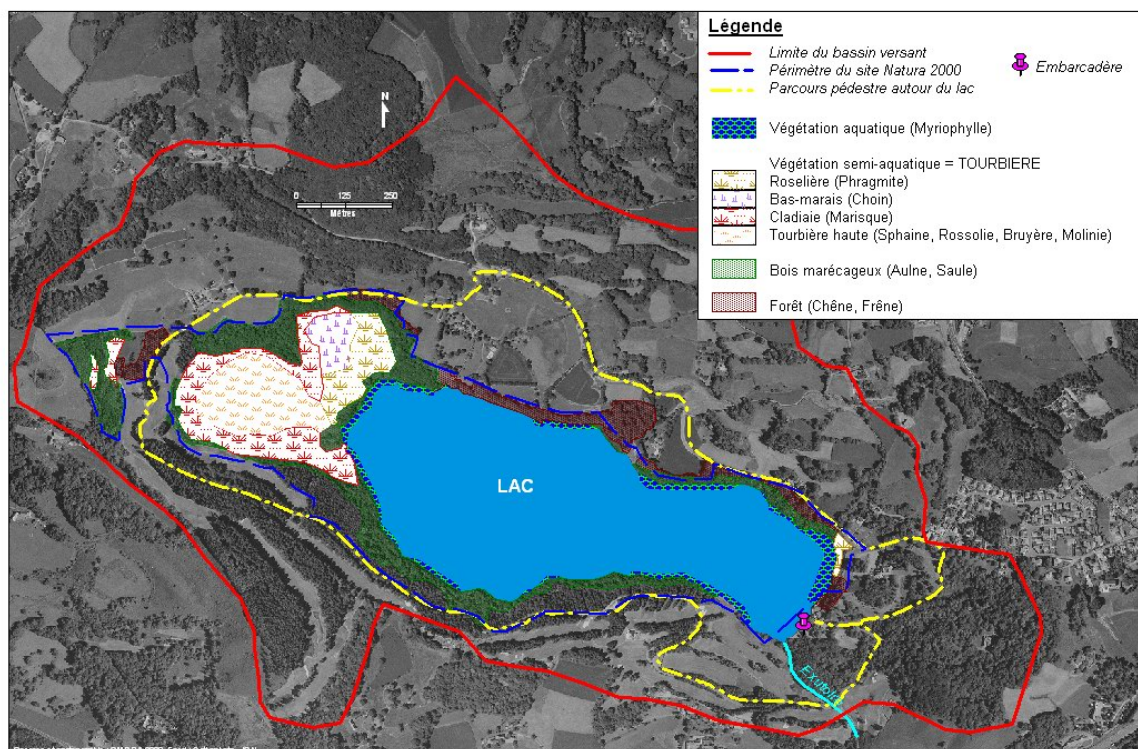 Légende
Limite du bassin versant
Périmètre du site Natura 2000
Parcours pédestre autour du lac
Embarcadère
Végétation aquatique (Myriophylle)
Végétation semi-aquatique = TOURBIERE
Roselière (Phragmite)
Bas-marais (Choin)
Cladiaie (Marisque)
Tourbière haute (Sphaine, Rossolie, Bruyère, Molinie)
Bois marécageux (Aulne, Saule)
Forêt (Chêne, Frêne)
N
0 125 250
Mètres
LAC
Exutoire